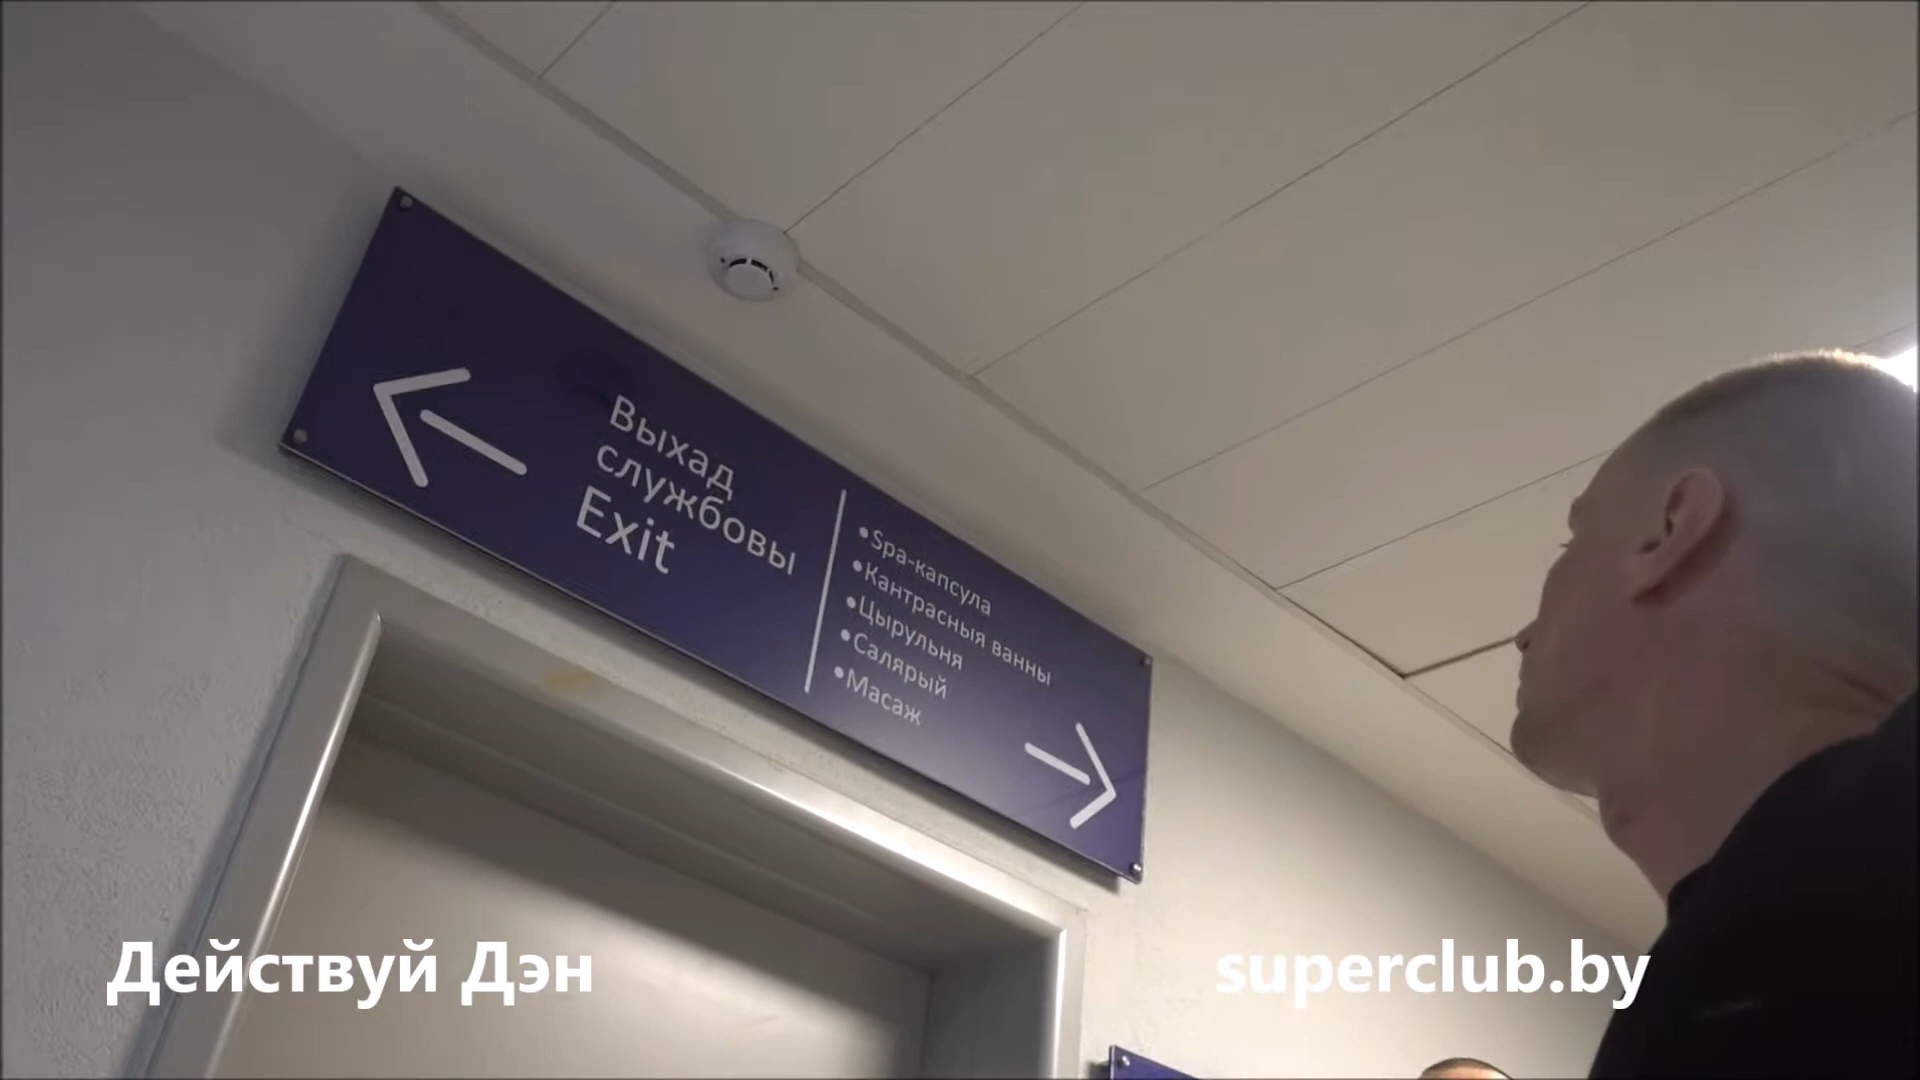 Выхад
службовы
Exit
•Spa-капсула
•Кантрасныя ванны
•Цырульня
•Салярый
•Масаж
Действуй Дэн
superclub.by